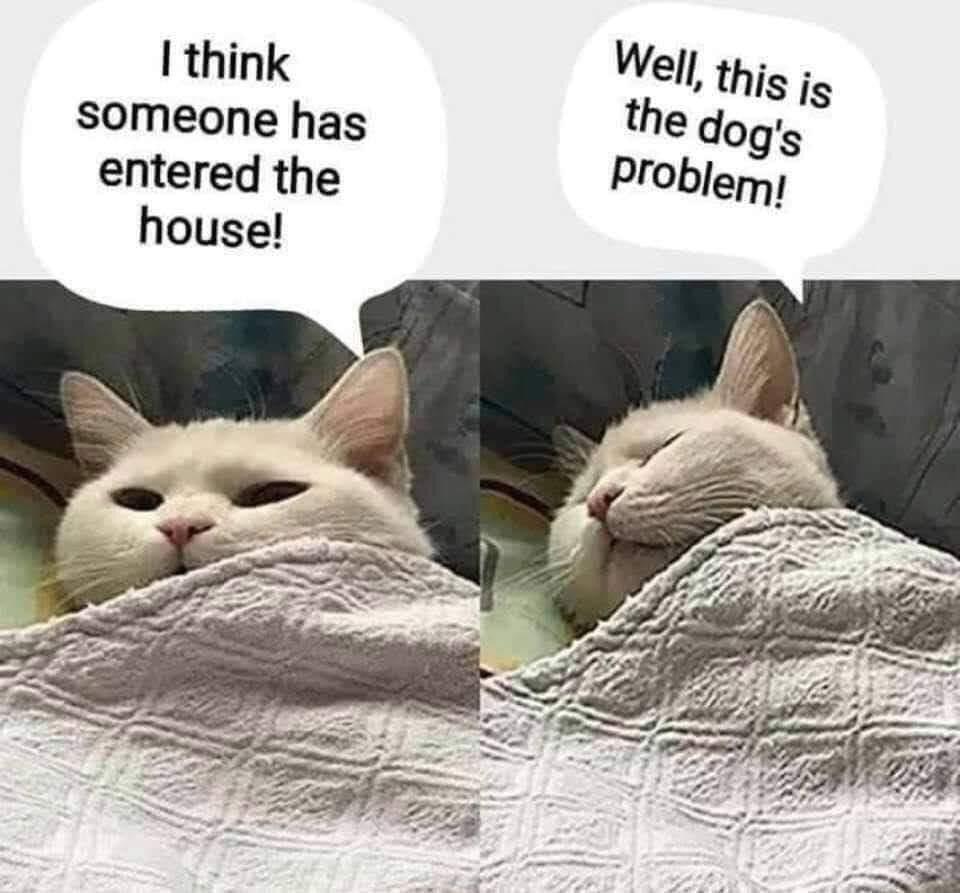 I think
someone has
entered the
house!
Well, this is
the dog's
problem!